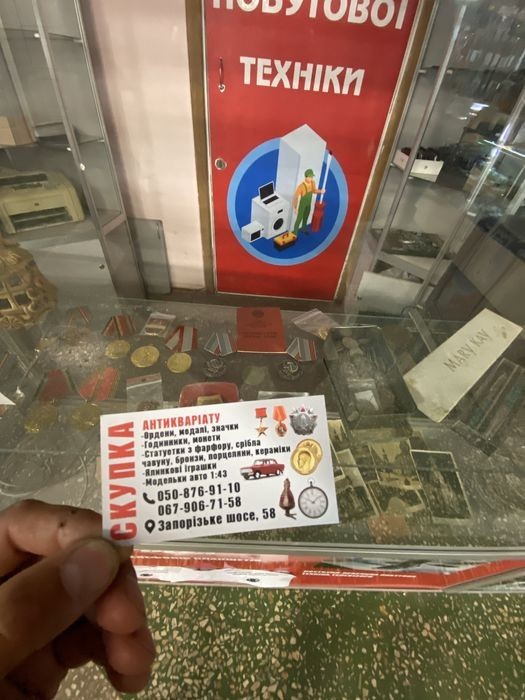 ПОБУТОВОЇ
ТЕХНІКИ
MARY KAY
СКУПКА
АНТИКВАРІАТУ
-Ордени, медалі, значки
-Годинники, монети
-Статуетки з фарфору, срібла
чавуну, бронзи, порцеляни, кераміки
-Ялинкові іграшки
-Модельки авто 1:43
050-876-91-10
067-906-71-58
Запорізьке шосе, 58